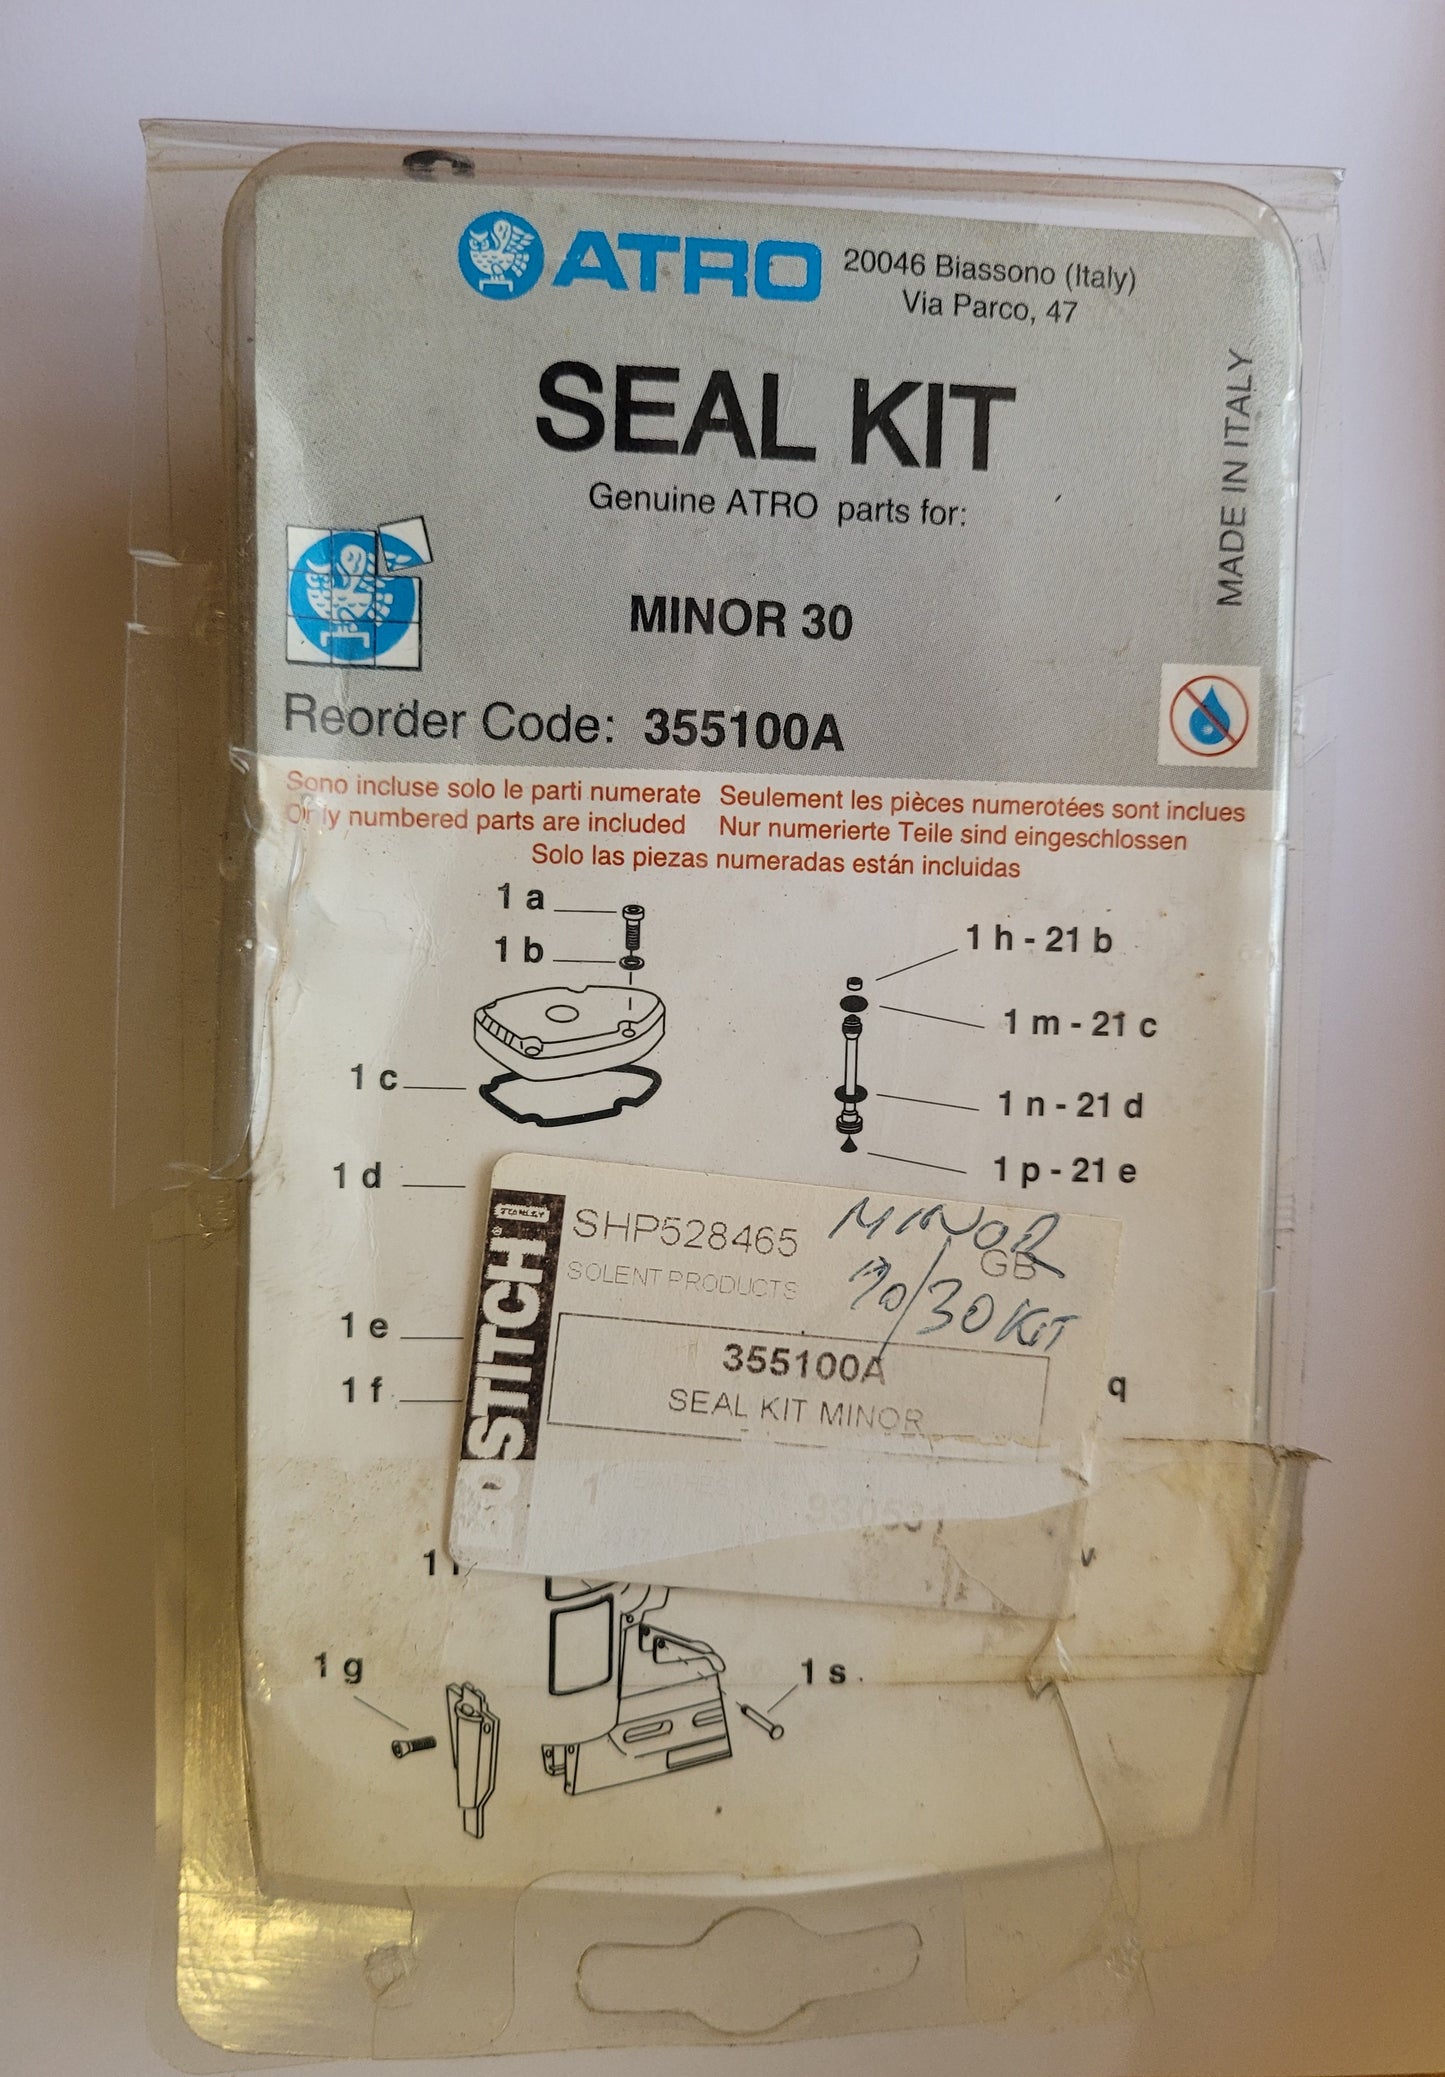 ATRO 20046 Biassono (Italy)
Via Parco, 47
SEAL KIT
Genuine ATRO parts for:
MADE IN ITALY
MINOR 30
Reorder Code: 355100A
Sono incluse solo le parti numerate Seulement les pièces numerotées sont inclues
Only numbered parts are included Nur numerierte Teile sind eingeschlossen
Solo las piezas numeradas están incluidas
1 a
1 b
1 h - 21 b
1 m - 21 c
1 c
1 n - 21 d
1 p - 21 e
1 d
STANLEY
BOSTITCH
SHP528465
MINOR
GB
SOLENT PRODUCTS
30 KIT
1 e
355100A
1 f
q
SEAL KIT MINOR
1
v
1 g
1 s